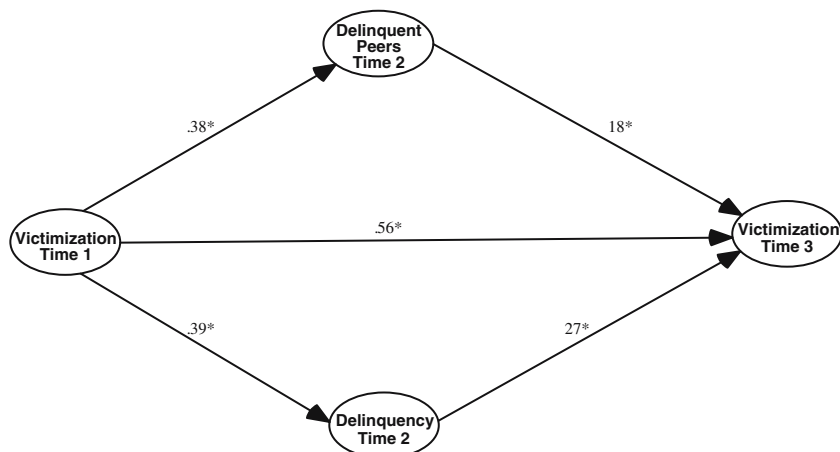 Delinquent
Peers
Time 2
.38*
18*
Victimization
Time 1
.56*
Victimization
Time 3
.39*
27*
Delinquency
Time 2